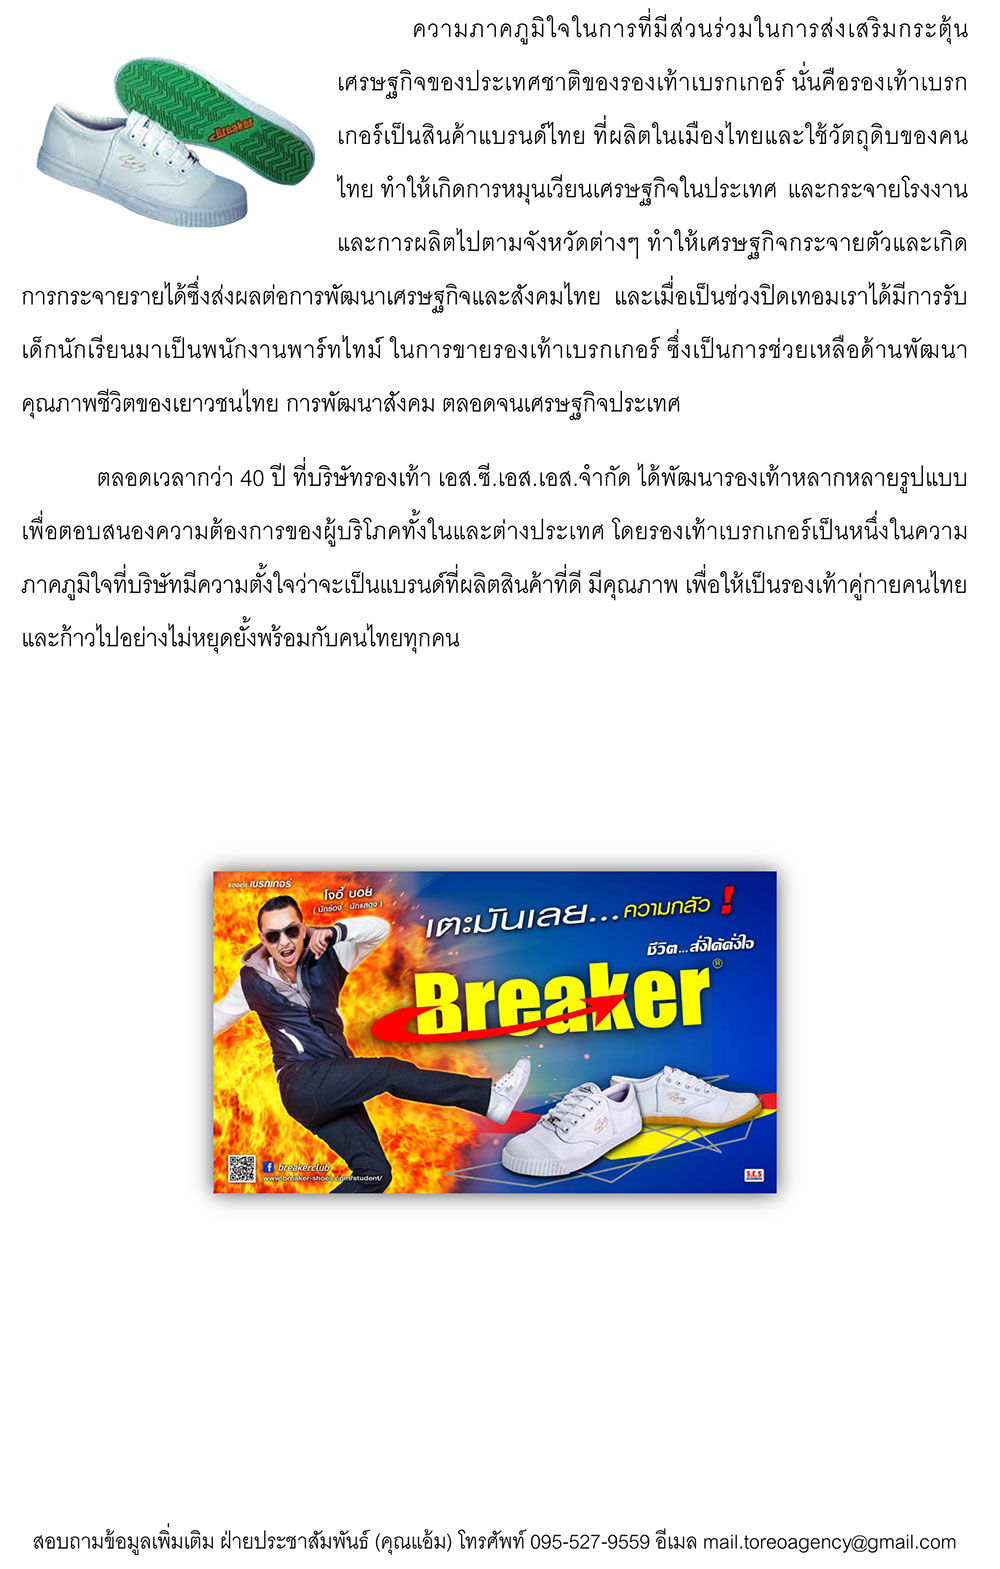 ความภาคภูมิใจในการที่มีส่วนร่วมในการส่งเสริมกระตุ้น
เศรษฐกิจของประเทศชาติของรองเท้าเบรกเกอร์ นั่นคือรองเท้าเบรก
เกอร์เป็นสินค้าแบรนด์ไทย ที่ผลิตในเมืองไทยและใช้วัตถุดิบของคน
ไทย ทำให้เกิดการหมุนเวียนเศรษฐกิจในประเทศ และกระจายโรงงาน
และการผลิตไปตามจังหวัดต่างๆ ทำให้เศรษฐกิจกระจายตัวและเกิด
การกระจายรายได้ซึ่งส่งผลต่อการพัฒนาเศรษฐกิจและสังคมไทย และเมื่อเป็นช่วงปิดเทอมเราได้มีการรับ
เด็กนักเรียนมาเป็นพนักงานพาร์ทไทม์ ในการขายรองเท้าเบรกเกอร์ ซึ่งเป็นการช่วยเหลือด้านพัฒนา
คุณภาพชีวิตของเยาวชนไทย การพัฒนาสังคม ตลอดจนเศรษฐกิจประเทศ
Breaker
ตลอดเวลากว่า 40 ปี ที่บริษัทรองเท้า เอส.ซี.เอส.เอส.จำกัด ได้พัฒนารองเท้าหลากหลายรูปแบบ
เพื่อตอบสนองความต้องการของผู้บริโภคทั้งในและต่างประเทศ โดยรองเท้าเบรกเกอร์เป็นหนึ่งในความ
ภาคภูมิใจที่บริษัทมีความตั้งใจว่าจะเป็นแบรนด์ที่ผลิตสินค้าที่ดี มีคุณภาพ เพื่อให้เป็นรองเท้าคู่กายคนไทย
และก้าวไปอย่างไม่หยุดยั้งพร้อมกับคนไทยทุกคน
รองเท้า เบรกเกอร์
โจอี้ บอย
( นักร้อง : นักแสดง )
เตะมันเลย...ความกลัว !
ชีวิต...สั่งได้ดั่งใจ
Breaker®
breakerclub
www.breaker-shoes.com/student/
S.C.S
สอบถามข้อมูลเพิ่มเติม ฝ่ายประชาสัมพันธ์ (คุณแอ้ม) โทรศัพท์ 095-527-9559 อีเมล mail.toreoagency@gmail.com